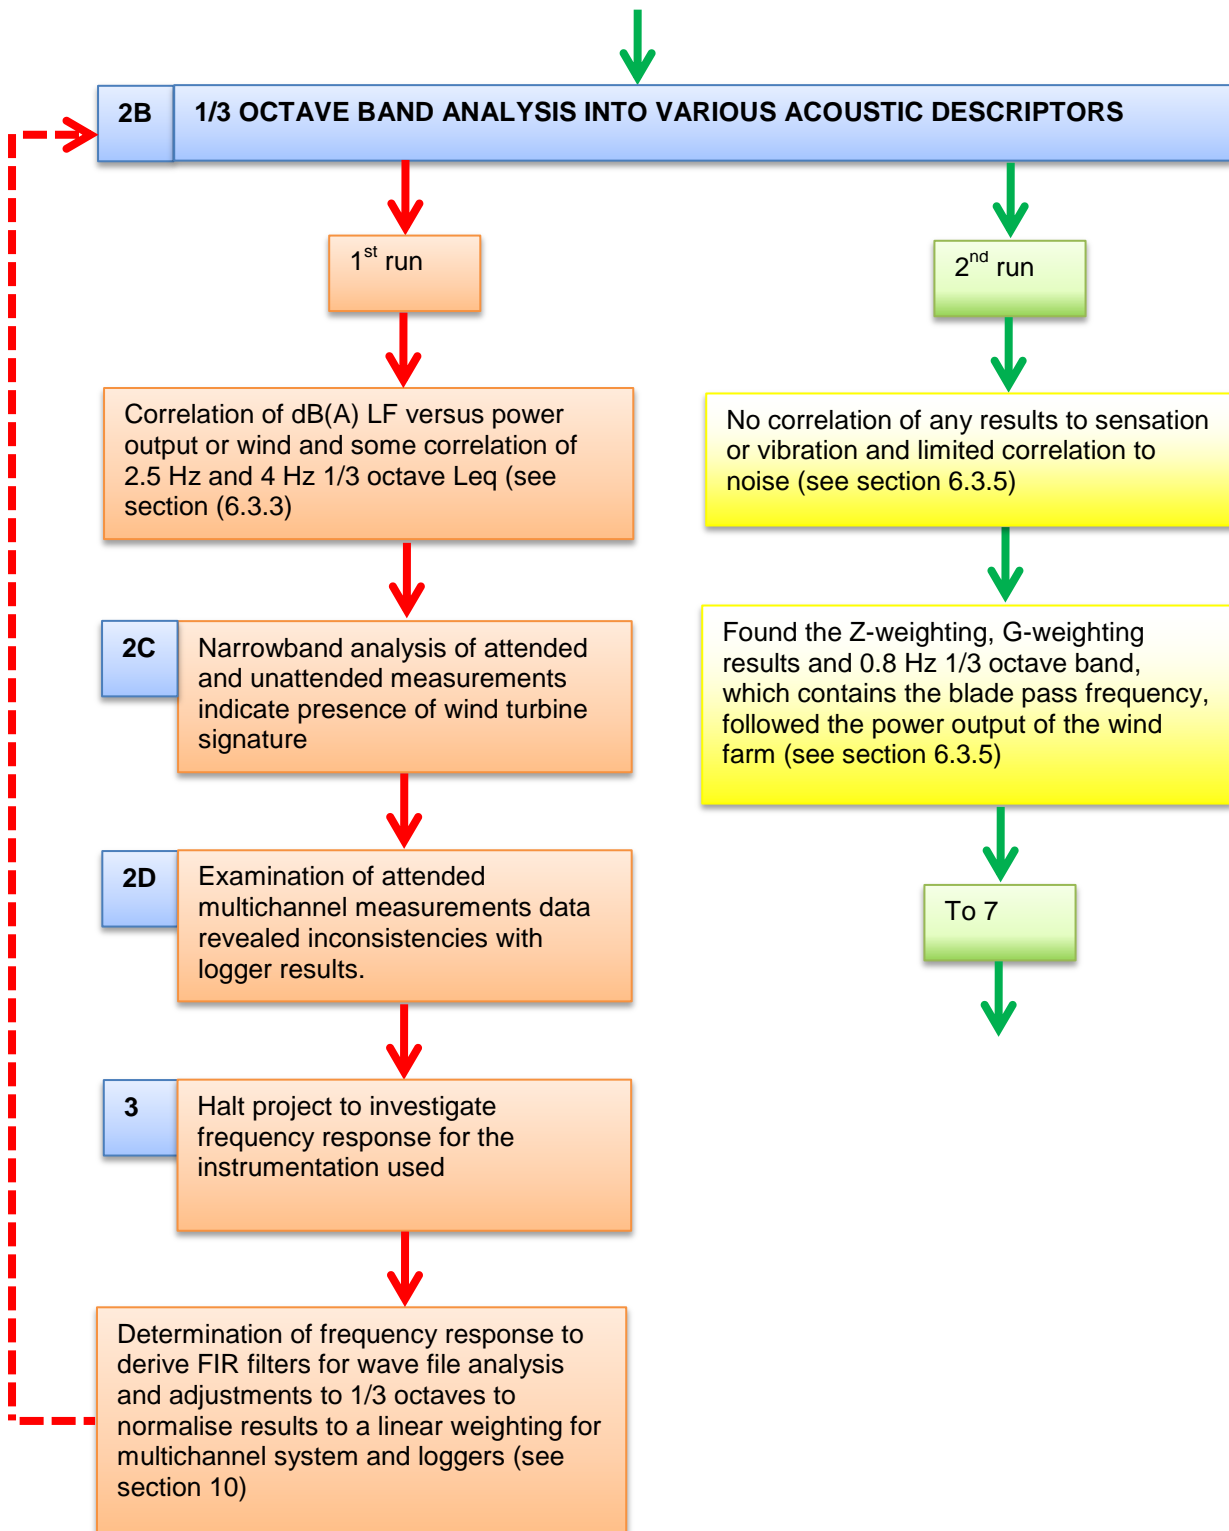 2B
1/3 OCTAVE BAND ANALYSIS INTO VARIOUS ACOUSTIC DESCRIPTORS
1st run
Correlation of dB(A) LF versus power
output or wind and some correlation of
2.5 Hz and 4 Hz 1/3 octave Leq (see
section (6.3.3)
2C
Narrowband analysis of attended
and unattended measurements
indicate presence of wind turbine
signature
2D
Examination of attended
multichannel measurements data
revealed inconsistencies with
logger results.
3
Halt project to investigate
frequency response for the
instrumentation used
Determination of frequency response to
derive FIR filters for wave file analysis
and adjustments to 1/3 octaves to
normalise results to a linear weighting for
multichannel system and loggers (see
section 10)
2nd run
No correlation of any results to sensation
or vibration and limited correlation to
noise (see section 6.3.5)
Found the Z-weighting, G-weighting
results and 0.8 Hz 1/3 octave band,
which contains the blade pass frequency,
followed the power output of the wind
farm (see section 6.3.5)
To 7